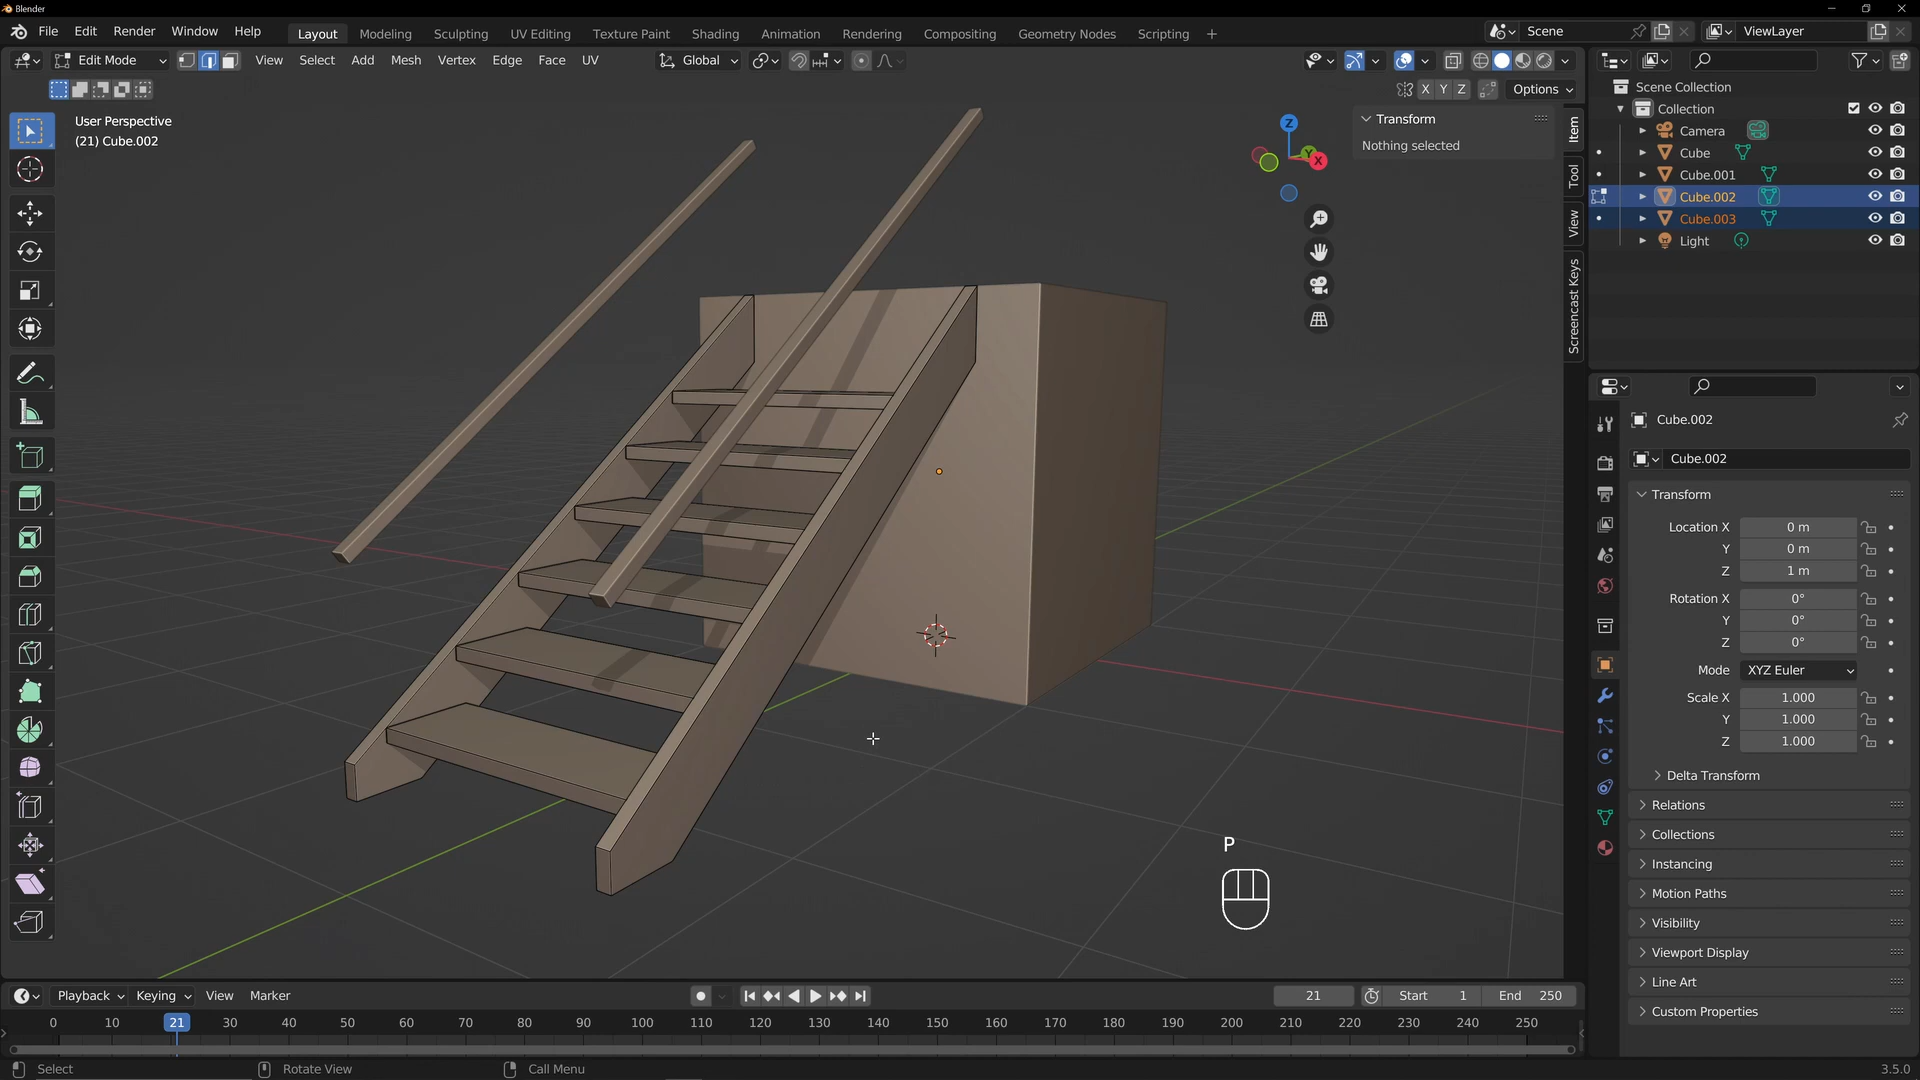 Blender
File Edit Render Window Help
Layout Modeling Sculpting UV Editing Texture Paint Shading Animation Rendering Compositing Geometry Nodes Scripting +
Scene
ViewLayer
Edit Mode
View Select Add Mesh Vertex Edge Face UV
Global
X Y Z
Options
User Perspective
(21) Cube.002
Z
Y
X
Transform
Nothing selected
Item
Tool
View
Screencast Keys
P
Scene Collection
Collection
Camera
Cube
Cube.001
Cube.002
Cube.003
Light
Cube.002
Cube.002
Transform
Location X 0 m
Y 0 m
Z 1 m
Rotation X 0°
Y 0°
Z 0°
Mode XYZ Euler
Scale X 1.000
Y 1.000
Z 1.000
Delta Transform
Relations
Collections
Instancing
Motion Paths
Visibility
Viewport Display
Line Art
Custom Properties
Playback Keying View Marker
21
Start 1
End 250
0 10 21 30 40 50 60 70 80 90 100 110 120 130 140 150 160 170 180 190 200 210 220 230 240 250
Select
Rotate View
Call Menu
3.5.0